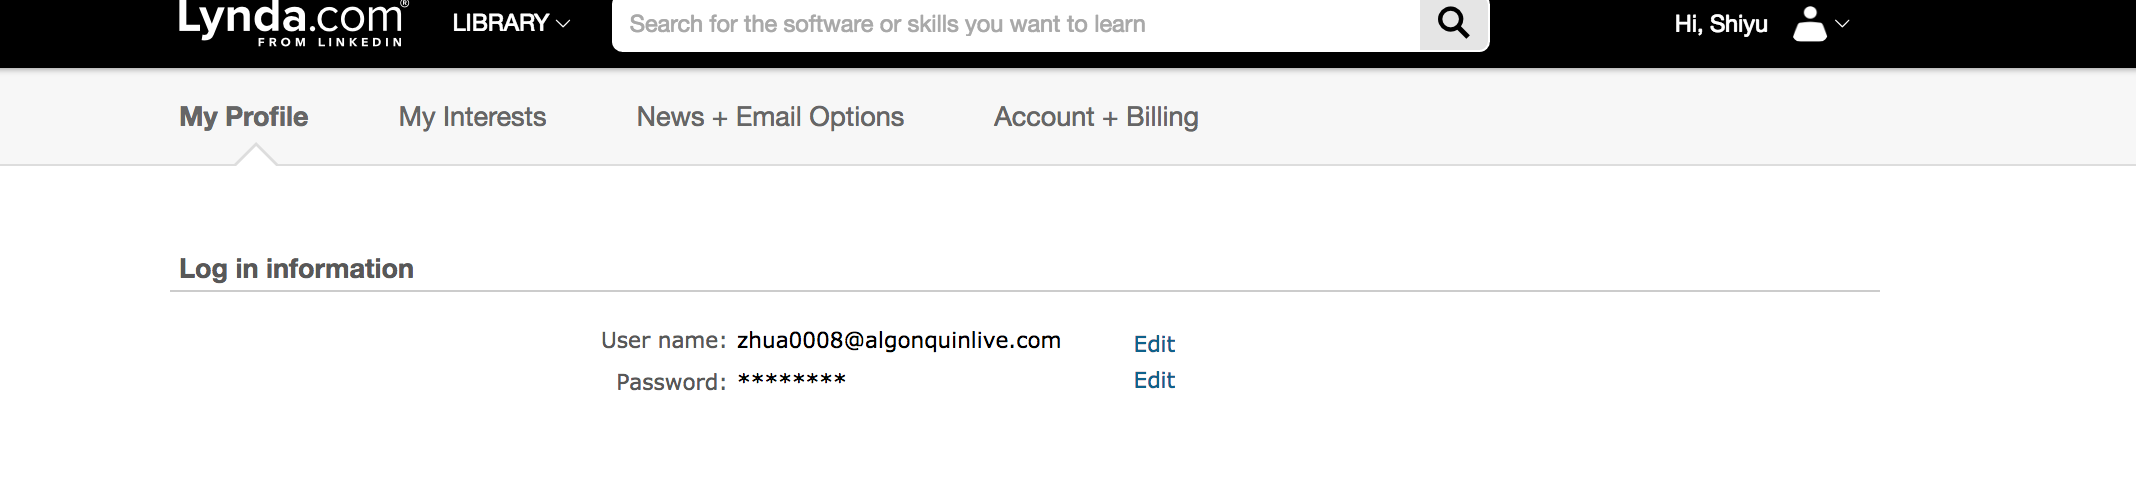 Lynda.com®
FROM LINKEDIN
LIBRARY
Search for the software or skills you want to learn
Hi, Shiyu
My Profile
My Interests
News + Email Options
Account + Billing
Log in information
User name: zhua0008@algonquinlive.com Edit
Password: ******** Edit